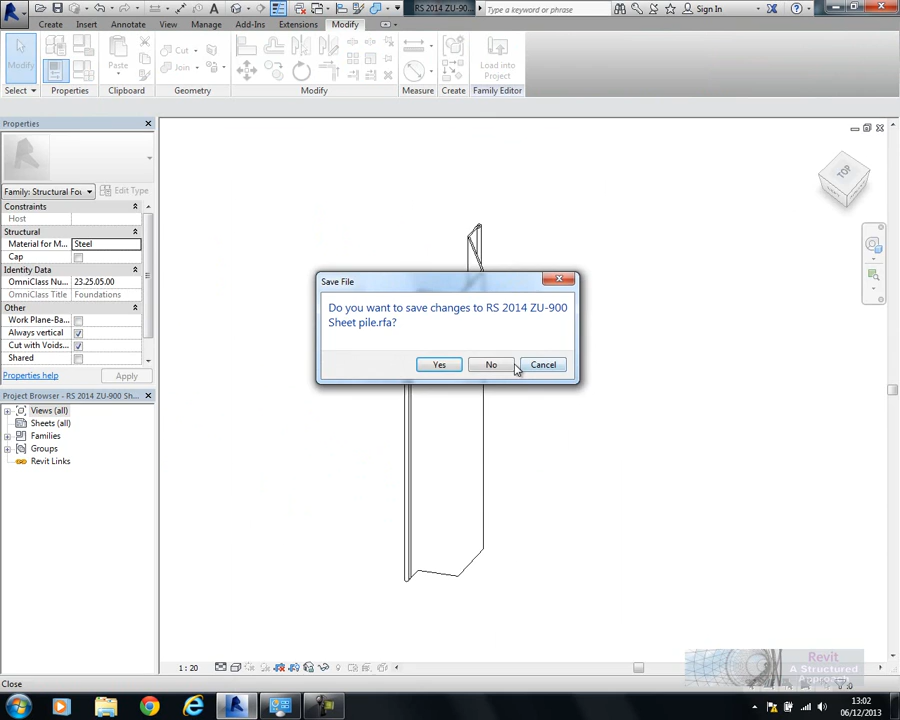 RS 2014 ZU-900...
Type a keyword or phrase
Sign In
Create
Insert
Annotate
View
Manage
Add-Ins
Extensions
Modify
Modify
Paste
Cut
Join
Load into
Project
Select
Properties
Clipboard
Geometry
Modify
Measure
Create
Family Editor
Properties
Family: Structural Fou
Edit Type
Constraints
Host
Structural
Material for M...
Steel
Cap
Identity Data
OmniClass Nu...
23.25.05.00
OmniClass Title
Foundations
Other
Work Plane-Ba...
Always vertical
Cut with Voids...
Shared
Properties help
Apply
Project Browser - RS 2014 ZU-900 Sh...
Views (all)
Sheets (all)
Families
Groups
Revit Links
TOP
Save File
Do you want to save changes to RS 2014 ZU-900
Sheet pile.rfa?
Yes
No
Cancel
1 : 20
Revit
A Structured
Approach
Close
13:02
06/12/2013